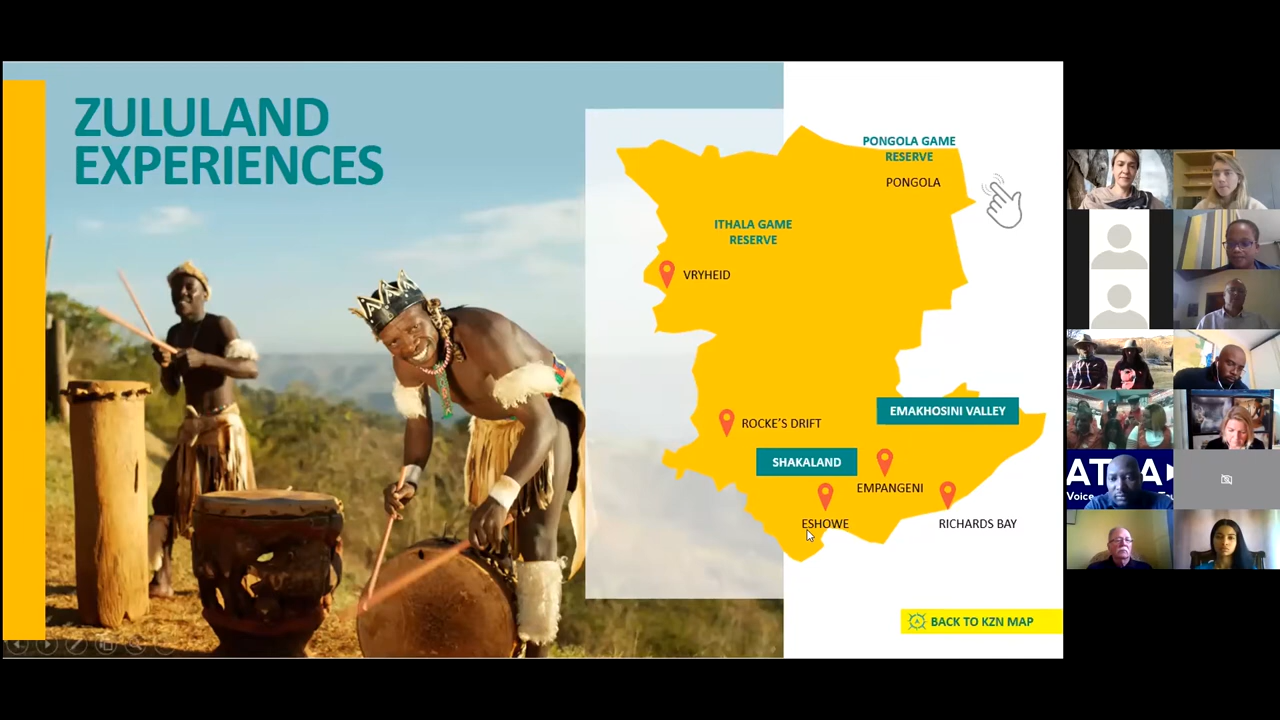 ZULULAND
EXPERIENCES
PONGOLA GAME
RESERVE
PONGOLA
ITHALA GAME
RESERVE
VRYHEID
EMAKHOSINI VALLEY
ROCKE'S DRIFT
SHAKALAND
EMPANGENI
ESHOWE
RICHARDS BAY
BACK TO KZN MAP
Voice